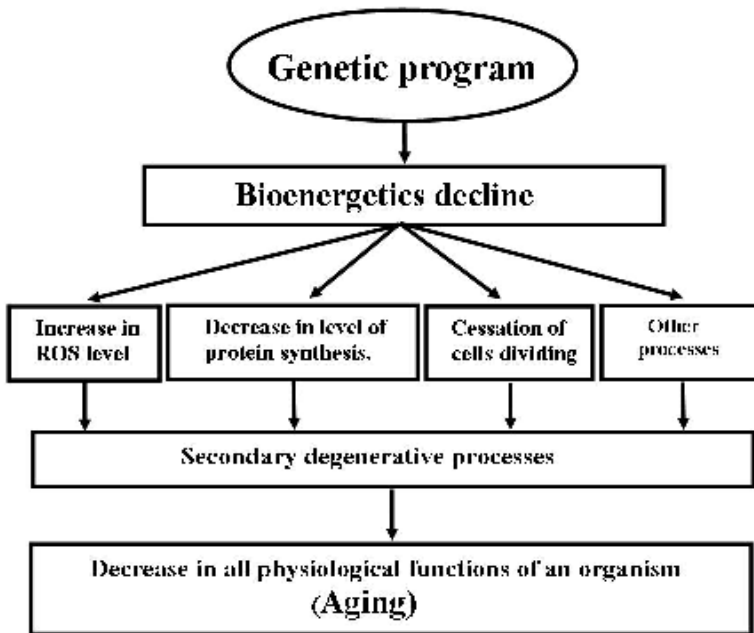 Genetic program
Bioenergetics decline
Increase in
ROS level
Decrease in level of
protein synthesis.
Cessation of
cells dividing
Other
processes
Secondary degenerative processes
Decrease in all physiological functions of an organism
(Aging)